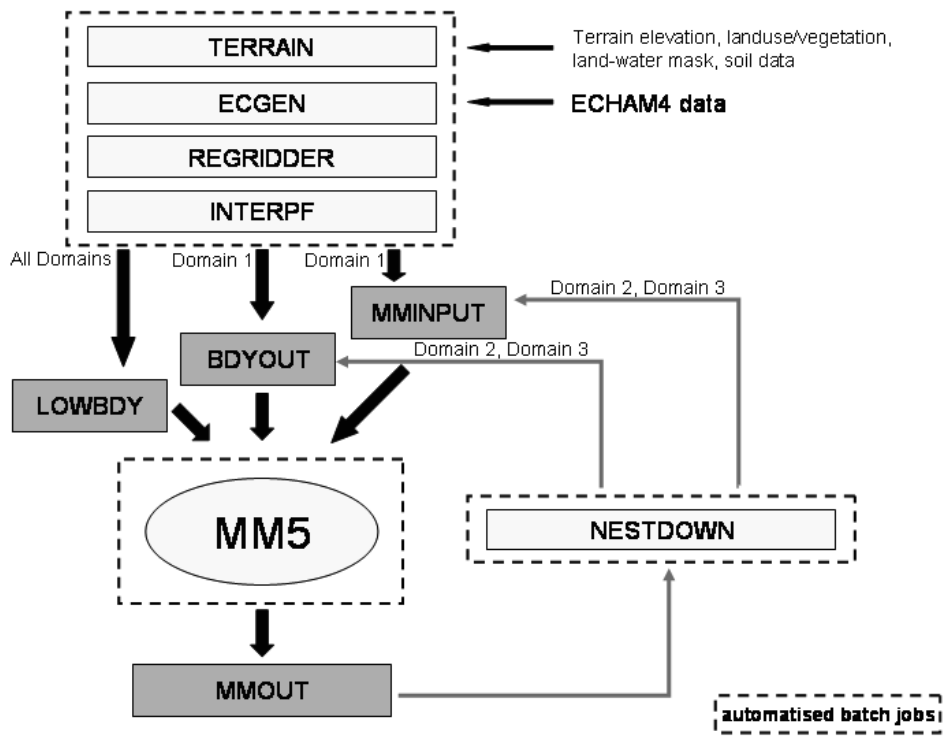 TERRAIN
Terrain elevation, landuse/vegetation,
land-water mask, soil data
ECGEN
ECHAM4 data
REGRIDDER
INTERPF
All Domains
Domain 1
Domain 1
Domain 2, Domain 3
MMINPUT
Domain 2, Domain 3
BDYOUT
LOWBDY
MM5
NESTDOWN
MMOUT
automatised batch jobs